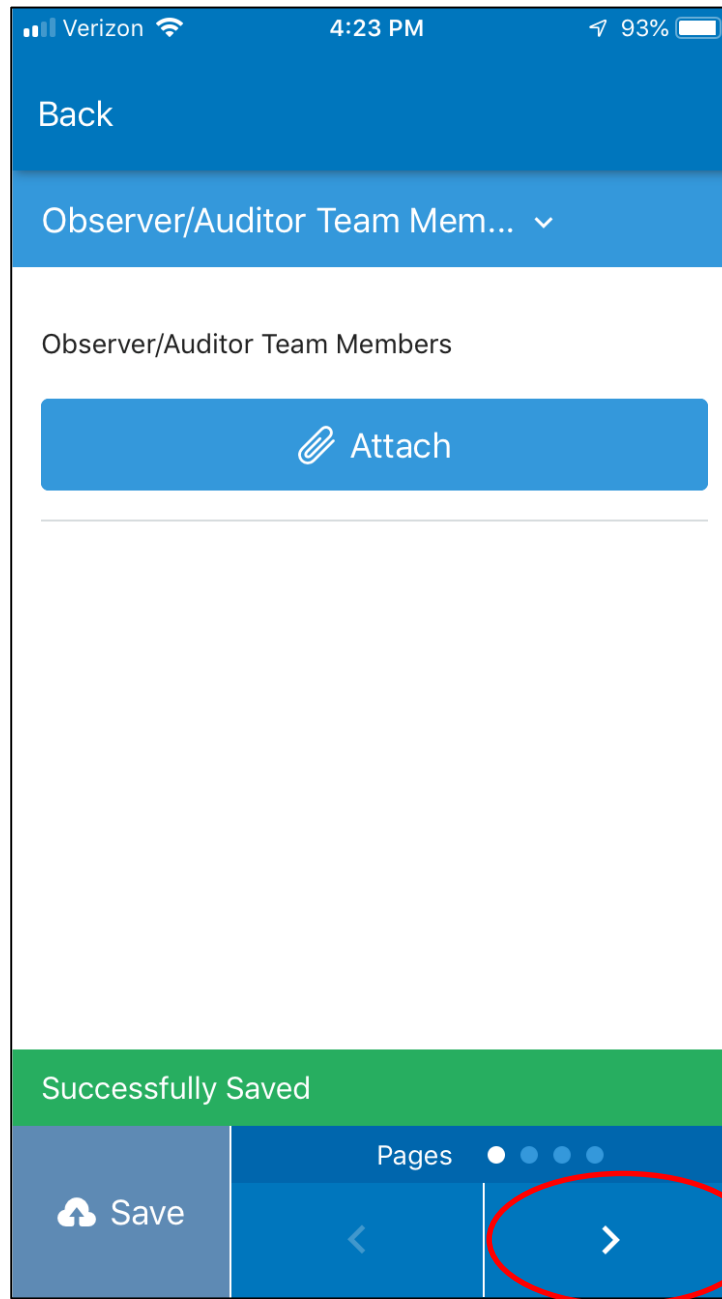 Verizon 4:23 PM 93%
Back
Observer/Auditor Team Mem...
Observer/Auditor Team Members
Attach
Successfully Saved
Pages
Save